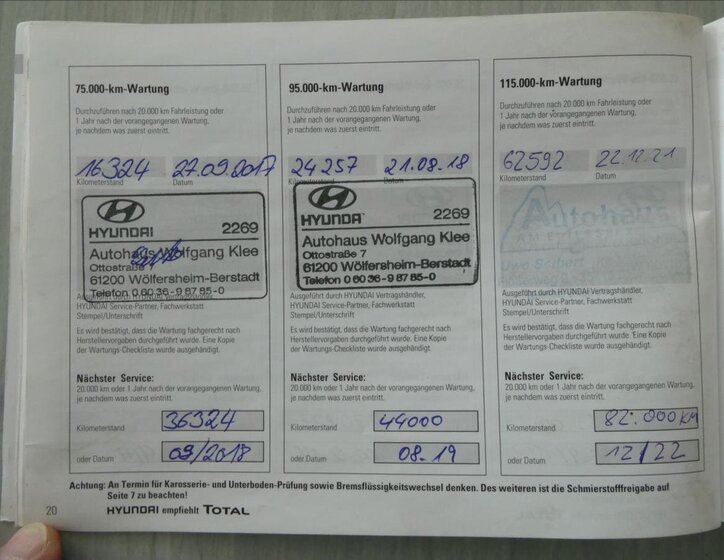 75.000-km-Wartung
Durchzuführen nach 20.000 km Fahrleistung oder
1 Jahr nach der vorangegangenen Wartung,
je nachdem was zuerst eintritt.
16324 27.09.2017
Kilometerstand Datum
HYUNDAI 2269
Autohaus Wolfgang Klee
Ottostraße 7
61200 Wölfersheim-Berstadt
Telefon 0 60 36 - 9 87 85-0
Ausgeführt durch HYUNDAI Vertragshändler,
HYUNDAI Service-Partner, Fachwerkstatt
Stempel/Unterschrift
Es wird bestätigt, dass die Wartung fachgerecht nach
Herstellervorgaben durchgeführt wurde. Eine Kopie
der Wartungs-Checkliste wurde ausgehändigt.
Nächster Service:
20.000 km oder 1 Jahr nach der vorangegangenen Wartung,
je nachdem was zuerst eintritt.
Kilometerstand 36324
oder Datum 09/2018
95.000-km-Wartung
Durchzuführen nach 20.000 km Fahrleistung oder
1 Jahr nach der vorangegangenen Wartung,
je nachdem was zuerst eintritt.
24257 21.08.18
Kilometerstand Datum
HYUNDAI 2269
Autohaus Wolfgang Klee
Ottostraße 7
61200 Wölfersheim-Berstadt
Telefon 0 60 36 - 9 87 85-0
Ausgeführt durch HYUNDAI Vertragshändler,
HYUNDAI Service-Partner, Fachwerkstatt
Stempel/Unterschrift
Es wird bestätigt, dass die Wartung fachgerecht nach
Herstellervorgaben durchgeführt wurde. Eine Kopie
der Wartungs-Checkliste wurde ausgehändigt.
Nächster Service:
20.000 km oder 1 Jahr nach der vorangegangenen Wartung,
je nachdem was zuerst eintritt.
Kilometerstand 44000
oder Datum 08.19
115.000-km-Wartung
Durchzuführen nach 20.000 km Fahrleistung oder
1 Jahr nach der vorangegangenen Wartung,
je nachdem was zuerst eintritt.
62592 22.12.21
Kilometerstand Datum
Uwe
Ausgeführt durch HYUNDAI Vertragshändler,
HYUNDAI Service-Partner, Fachwerkstatt
Stempel/Unterschrift
Es wird bestätigt, dass die Wartung fachgerecht nach
Herstellervorgaben durchgeführt wurde. Eine Kopie
der Wartungs-Checkliste wurde ausgehändigt.
Nächster Service:
20.000 km oder 1 Jahr nach der vorangegangenen Wartung,
je nachdem was zuerst eintritt.
Kilometerstand 82.000 KM
oder Datum 12/22
Achtung: An Termin für Karosserie- und Unterboden-Prüfung sowie Bremsflüssigkeitswechsel denken. Des weiteren ist die Schmierstofffreigabe auf
Seite 7 zu beachten!
20 HYUNDAI empfiehlt TOTAL